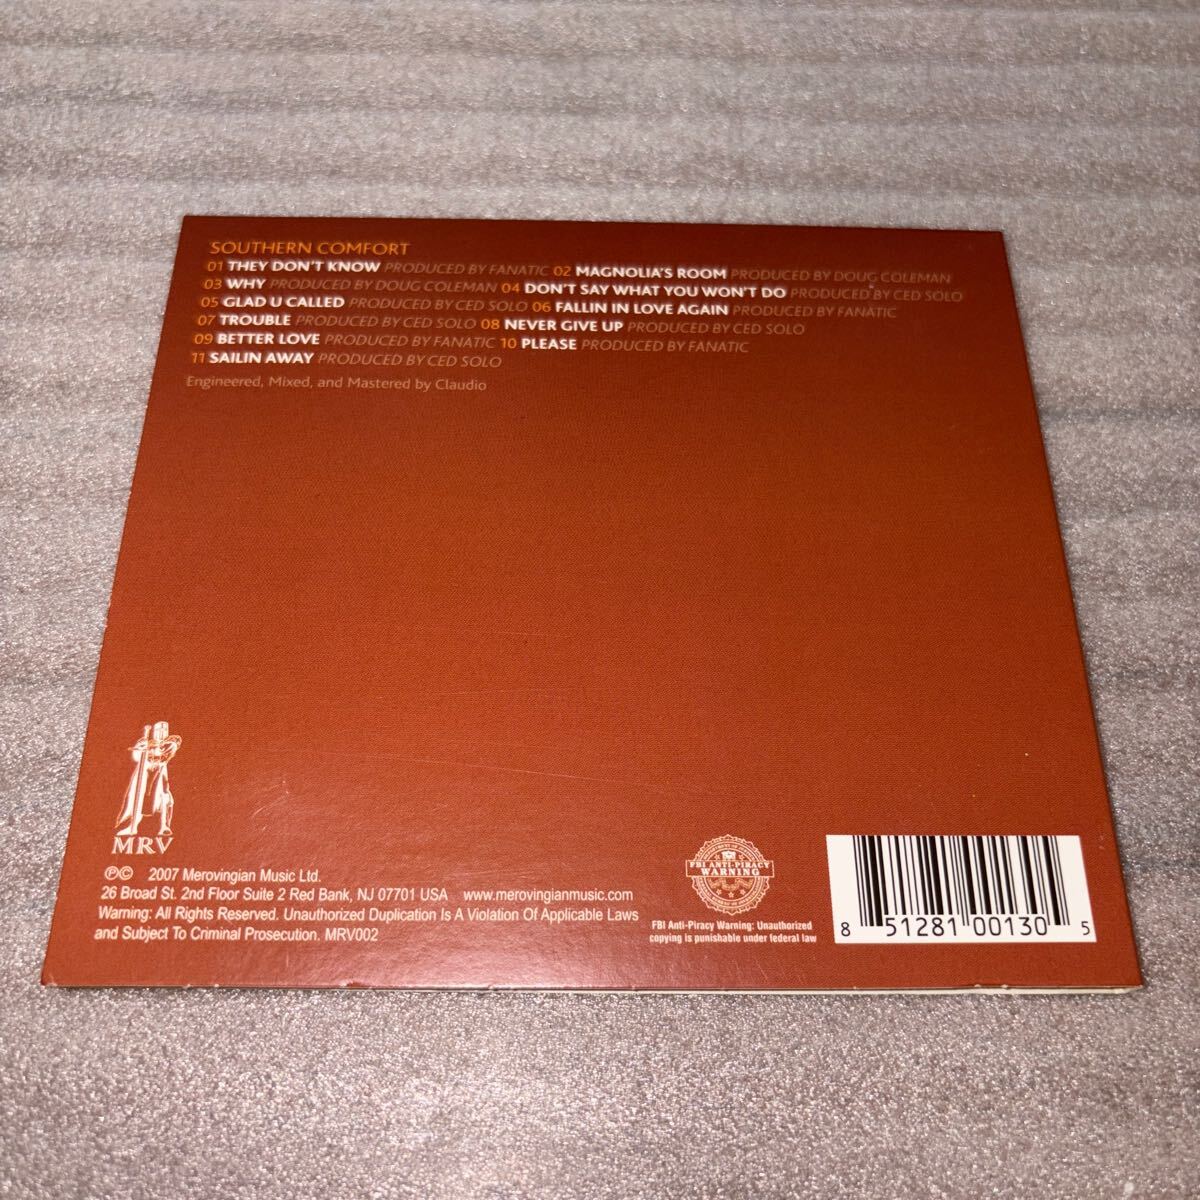 SOUTHERN COMFORT
01 THEY DON'T KNOW PRODUCED BY FANATIC 02 MAGNOLIA'S ROOM PRODUCED BY DOUG COLEMAN
03 WHY PRODUCED BY DOUG COLEMAN 04 DON'T SAY WHAT YOU WON'T DO PRODUCED BY CED SOLO
05 GLAD U CALLED PRODUCED BY CED SOLO 06 FALLIN IN LOVE AGAIN PRODUCED BY FANATIC
07 TROUBLE PRODUCED BY CED SOLO 08 NEVER GIVE UP PRODUCED BY CED SOLO
09 BETTER LOVE PRODUCED BY FANATIC 10 PLEASE PRODUCED BY FANATIC
11 SAILIN AWAY PRODUCED BY CED SOLO
Engineered, Mixed, and Mastered by Claudio
MRV
℗© 2007 Merovingian Music Ltd.
26 Broad St. 2nd Floor Suite 2 Red Bank, NJ 07701 USA www.merovingianmusic.com
Warning: All Rights Reserved. Unauthorized Duplication Is A Violation Of Applicable Laws
and Subject To Criminal Prosecution. MRV002
FBI ANTI-PIRACY
WARNING
FBI Anti-Piracy Warning: Unauthorized
copying is punishable under federal law
8 51281 00130 5